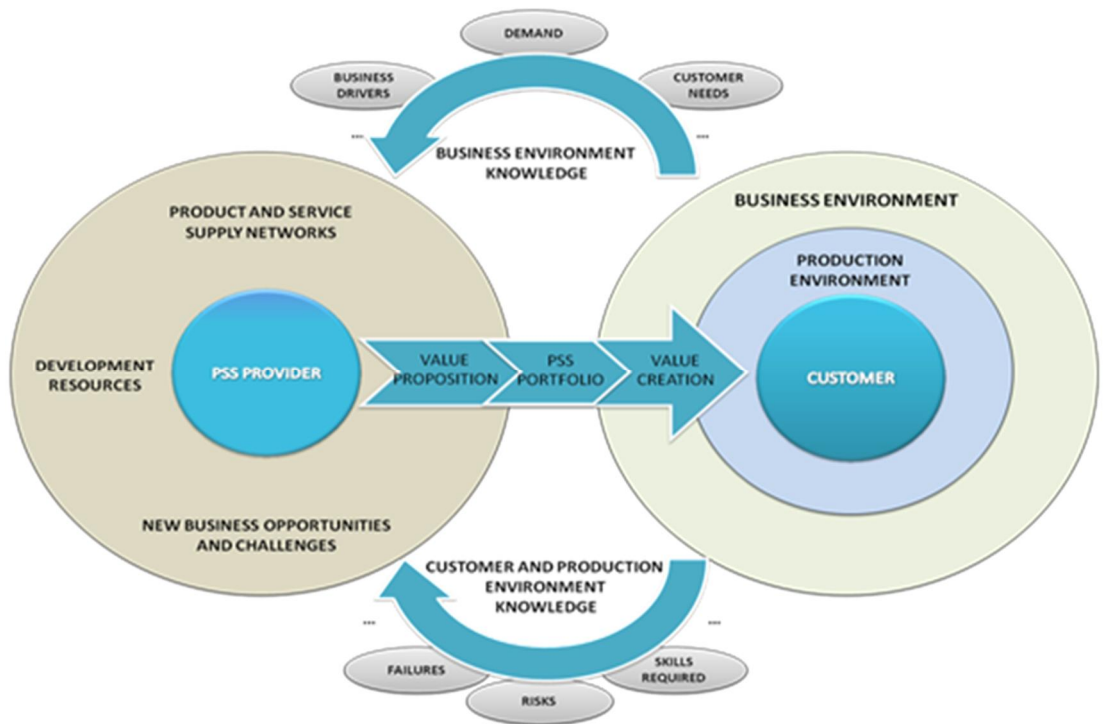 DEMAND
BUSINESS
DRIVERS
CUSTOMER
NEEDS
...
...
BUSINESS ENVIRONMENT
KNOWLEDGE
PRODUCT AND SERVICE
SUPPLY NETWORKS
DEVELOPMENT
RESOURCES
PSS PROVIDER
NEW BUSINESS OPPORTUNITIES
AND CHALLENGES
VALUE
PROPOSITION
PSS
PORTFOLIO
VALUE
CREATION
BUSINESS ENVIRONMENT
PRODUCTION
ENVIRONMENT
CUSTOMER
CUSTOMER AND PRODUCTION
ENVIRONMENT
KNOWLEDGE
...
...
FAILURES
RISKS
SKILLS
REQUIRED